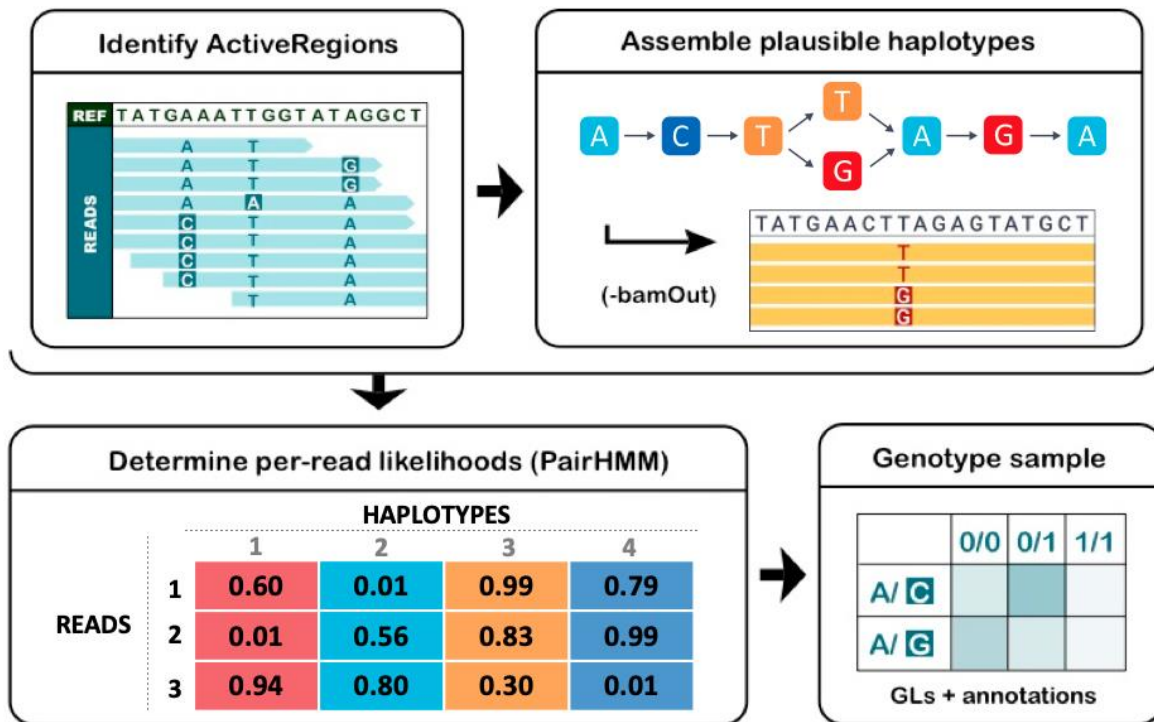 Identify ActiveRegions
REF TATGAAATTGGTATAGGCT
READS
A T
A T G
A T G
A A A
C T A
C T A
C T A
C T A
T A
Assemble plausible haplotypes
A C T T G A G A
(-bamOut)
TATGAACTTAGAGTATGCT
T
T
G
G
Determine per-read likelihoods (PairHMM)
HAPLOTYPES
1 2 3 4
READS
1 0.60 0.01 0.99 0.79
2 0.01 0.56 0.83 0.99
3 0.94 0.80 0.30 0.01
Genotype sample
0/0 0/1 1/1
A/ C
A/ G
GLs + annotations